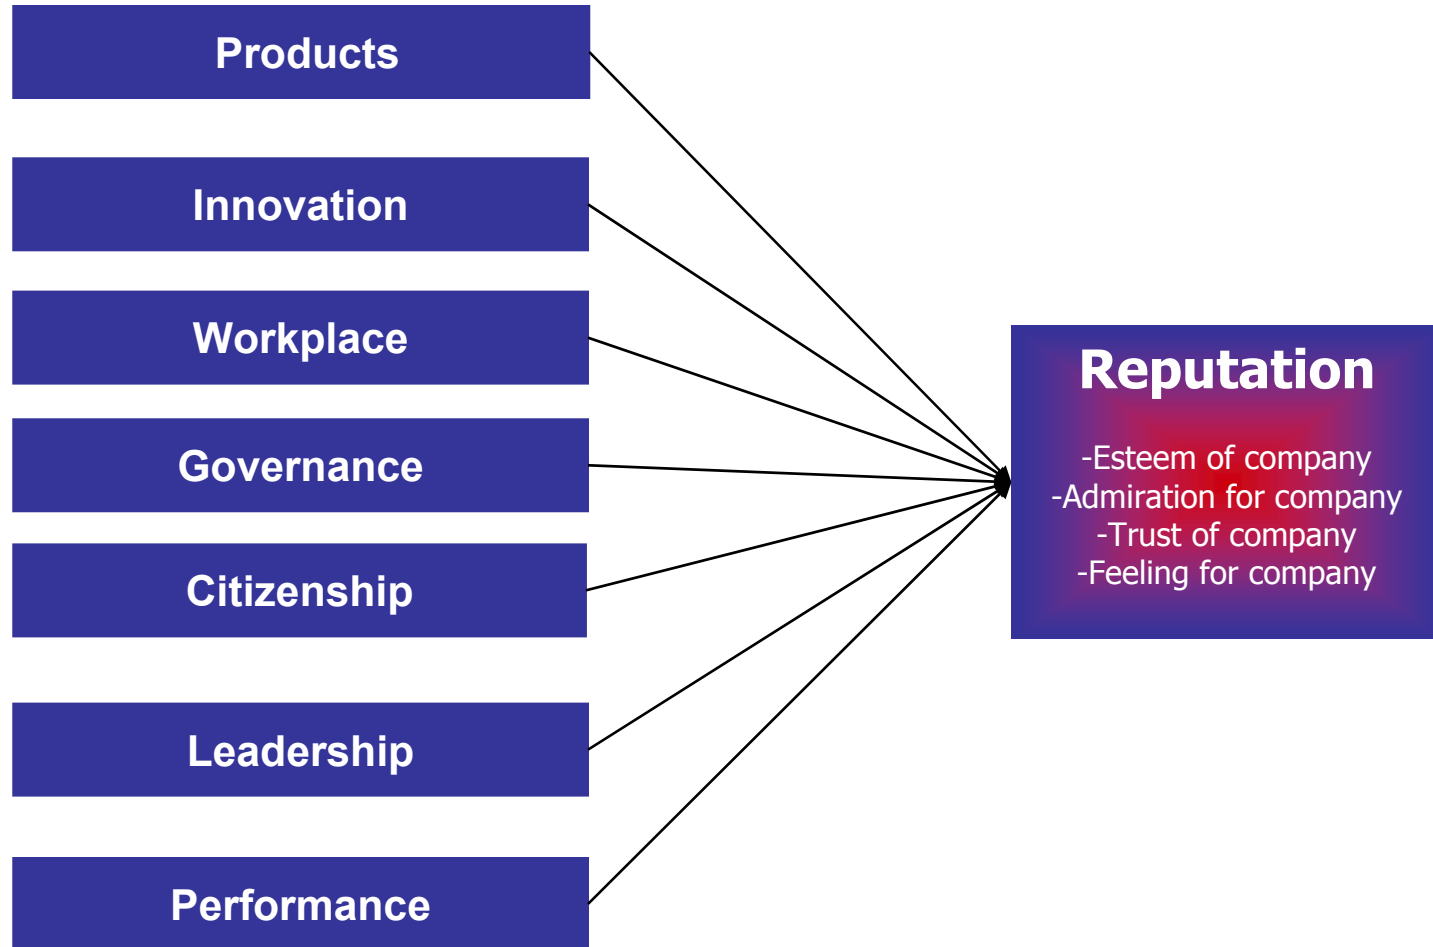 Products
Innovation
Workplace
Governance
Citizenship
Leadership
Performance
Reputation
-Esteem of company
-Admiration for company
-Trust of company
-Feeling for company